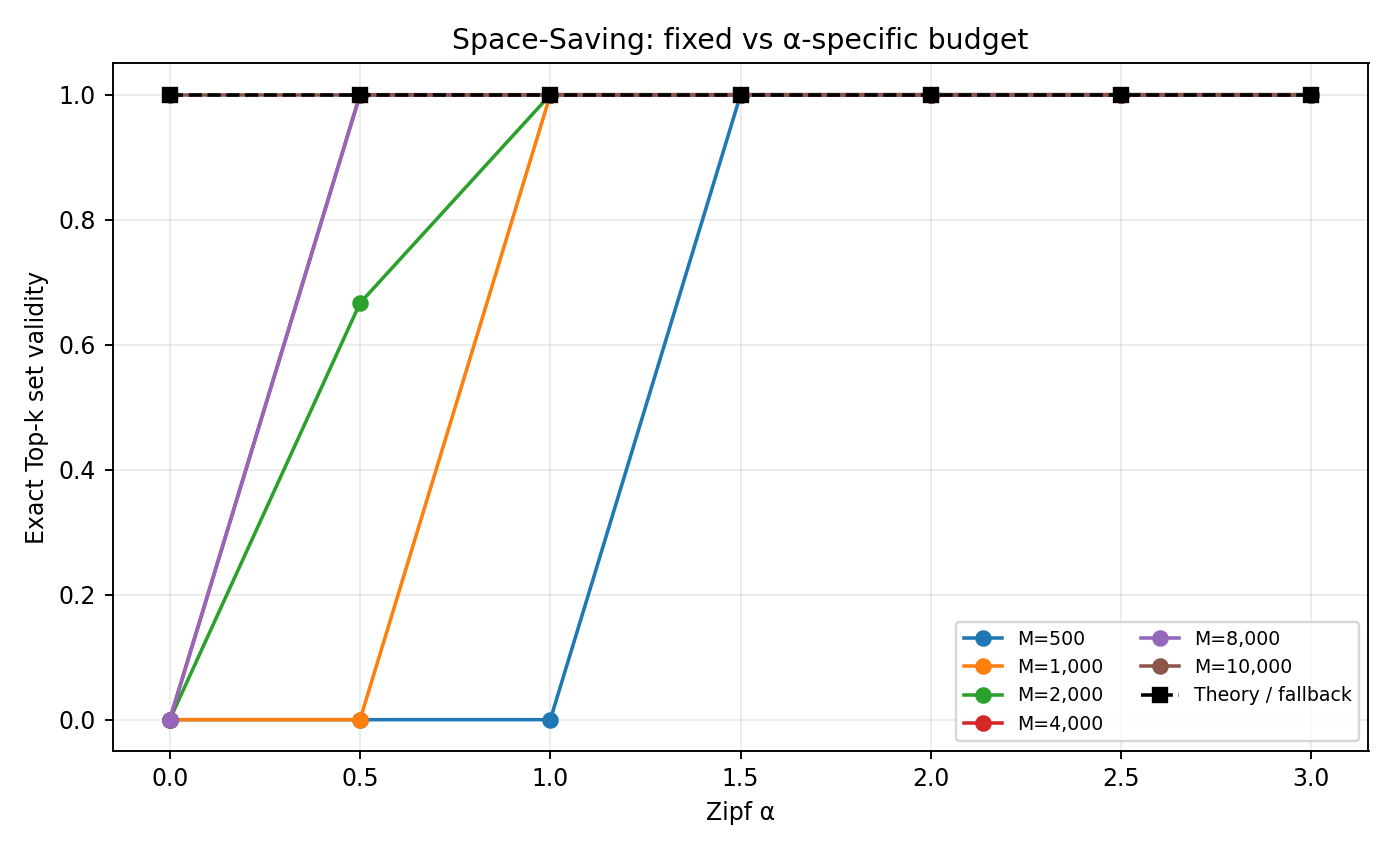 Space-Saving: fixed vs α-specific budget
Exact Top-k set validity
1.0
0.8
0.6
0.4
0.2
0.0
0.0 0.5 1.0 1.5 2.0 2.5 3.0
Zipf α
M=500
M=1,000
M=2,000
M=4,000
M=8,000
M=10,000
Theory / fallback